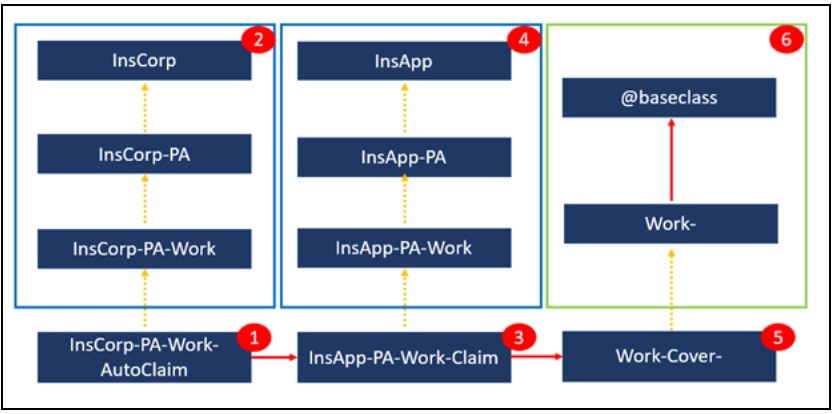 2
InsCorp
InsCorp-PA
InsCorp-PA-Work
InsCorp-PA-Work-
AutoClaim
1
4
InsApp
InsApp-PA
InsApp-PA-Work
InsApp-PA-Work-Claim
3
6
@baseclass
Work-
Work-Cover-
5